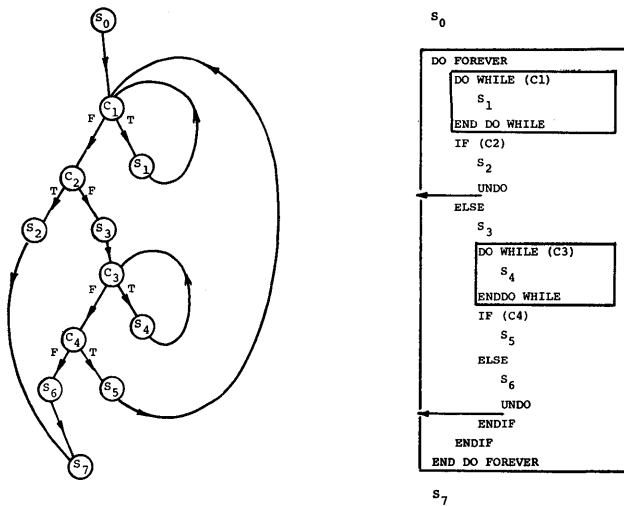 S0
C1
F T
S1
C2
T F
S2
S3
C3
F T
S4
C4
F T
S6
S5
S7
S0
DO FOREVER
DO WHILE (C1)
S1
END DO WHILE
IF (C2)
S2
UNDO
ELSE
S3
DO WHILE (C3)
S4
ENDDO WHILE
IF (C4)
S5
ELSE
S6
UNDO
ENDIF
ENDIF
END DO FOREVER
S7